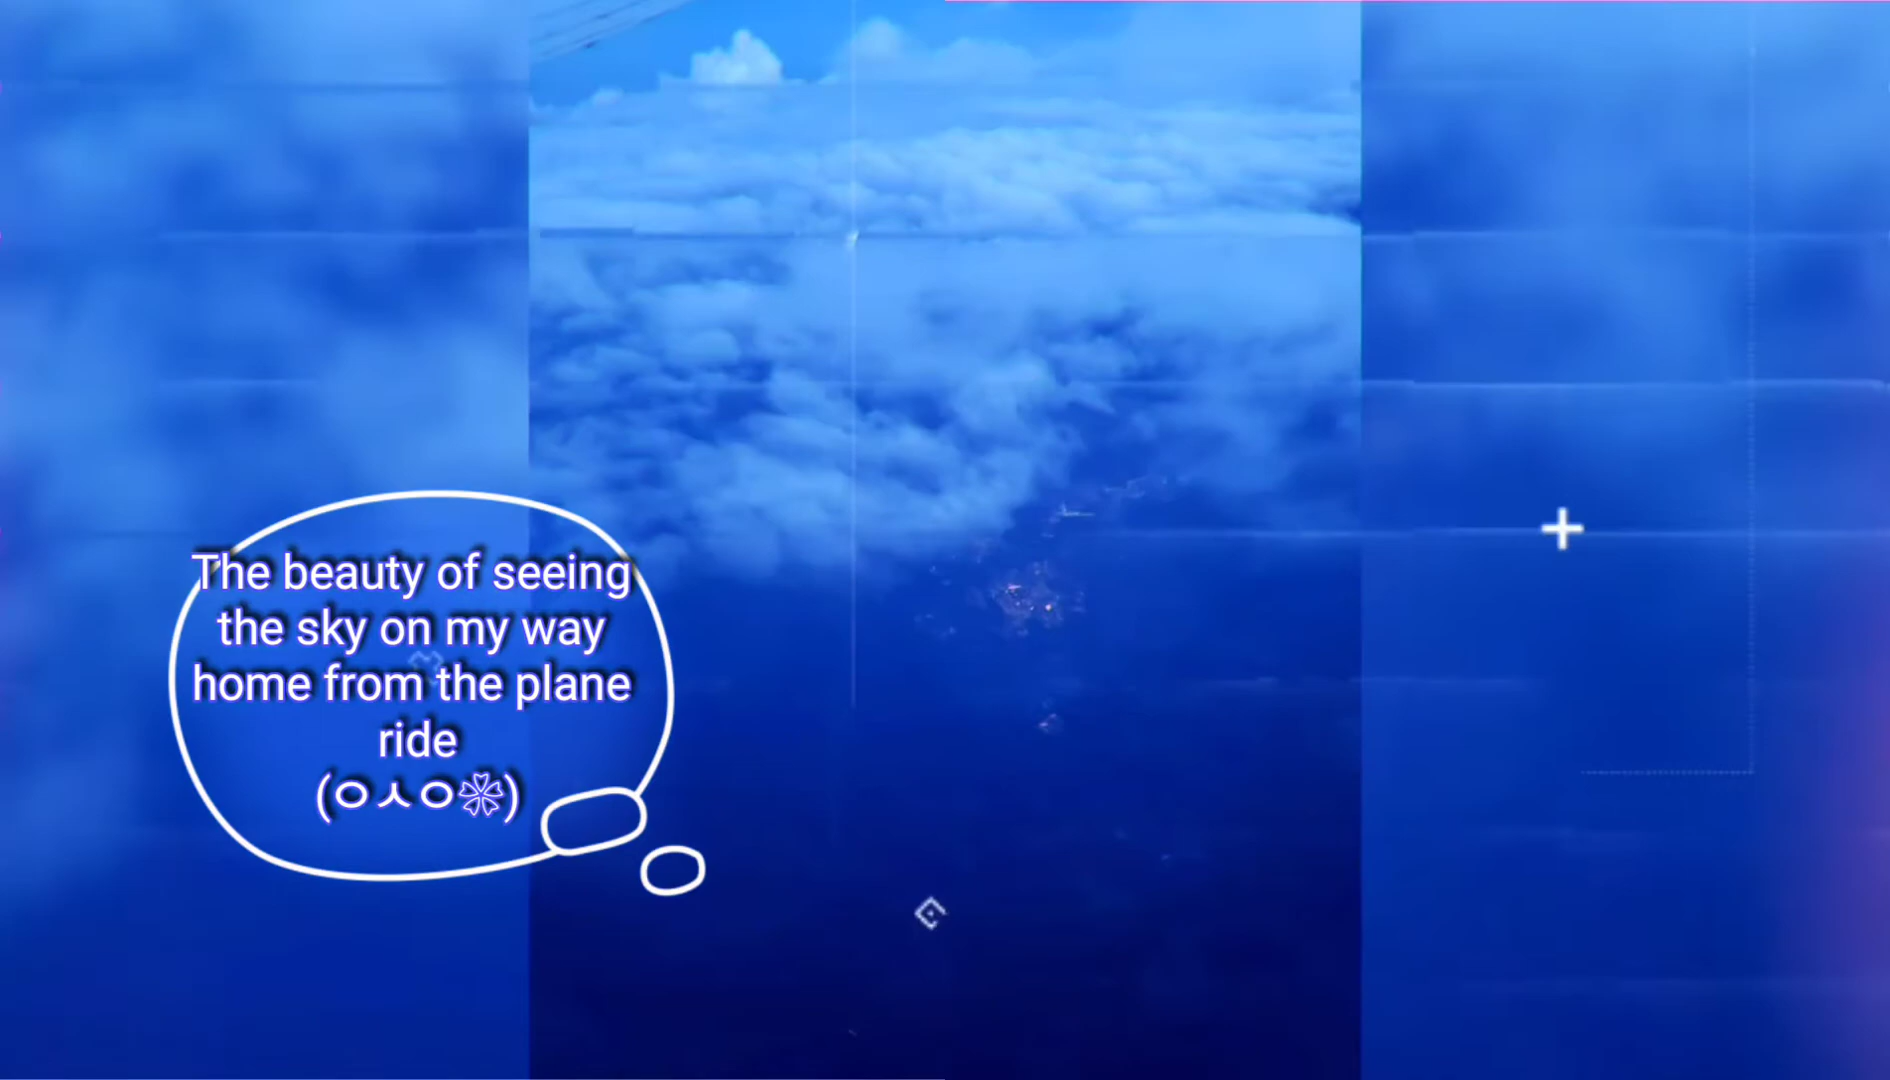 The beauty of seeing
the sky on my way
home from the plane
ride
(ㅇㅅㅇ❀)